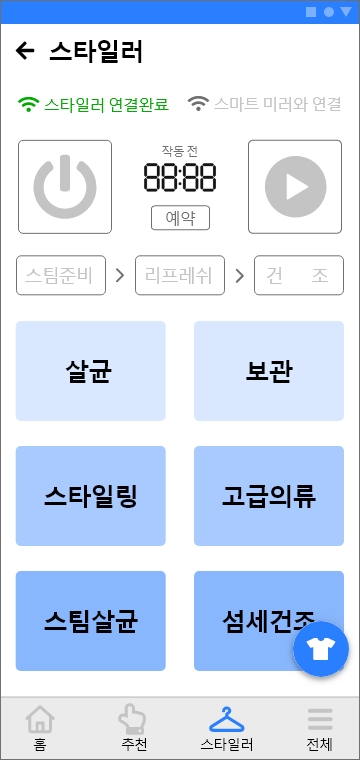 스타일러
스타일러 연결완료 스마트 미러와 연결
작동 전
88:88
예약
스팀준비 리프레쉬 건 조
살균 보관
스타일링 고급의류
스팀살균 섬세건조
홈 추천 스타일러 전체